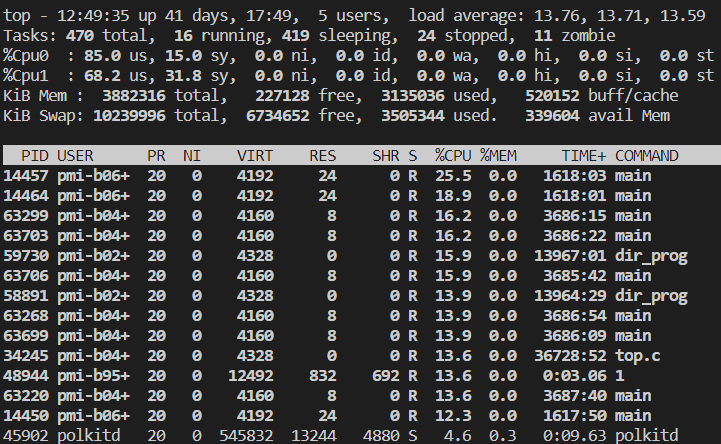 top - 12:49:35 up 41 days, 17:49,  5 users,  load average: 13.76, 13.71, 13.59
Tasks: 470 total,  16 running, 419 sleeping,  24 stopped,  11 zombie
%Cpu0  : 85.0 us, 15.0 sy,  0.0 ni,  0.0 id,  0.0 wa,  0.0 hi,  0.0 si,  0.0 st
%Cpu1  : 68.2 us, 31.8 sy,  0.0 ni,  0.0 id,  0.0 wa,  0.0 hi,  0.0 si,  0.0 st
KiB Mem :  3882316 total,   227128 free,  3135036 used,   520152 buff/cache
KiB Swap: 10239996 total,  6734652 free,  3505344 used.   339604 avail Mem
PID USER      PR  NI    VIRT    RES    SHR S  %CPU %MEM     TIME+ COMMAND
14457 pmi-b06+  20   0    4192     24      0 R  25.5  0.0   1618:03 main
14464 pmi-b06+  20   0    4192     24      0 R  18.9  0.0   1618:01 main
63299 pmi-b04+  20   0    4160      8      0 R  16.2  0.0   3686:15 main
63703 pmi-b04+  20   0    4160      8      0 R  16.2  0.0   3686:22 main
59730 pmi-b02+  20   0    4328      0      0 R  15.9  0.0  13967:01 dir_prog
63706 pmi-b04+  20   0    4160      8      0 R  15.9  0.0   3685:42 main
58891 pmi-b02+  20   0    4328      0      0 R  13.9  0.0  13964:29 dir_prog
63268 pmi-b04+  20   0    4160      8      0 R  13.9  0.0   3686:54 main
63699 pmi-b04+  20   0    4160      8      0 R  13.9  0.0   3686:09 main
34245 pmi-b04+  20   0    4328      0      0 R  13.6  0.0  36728:52 top.c
48944 pmi-b95+  20   0   12492    832    692 R  13.6  0.0   0:03.06 1
63220 pmi-b04+  20   0    4160      8      0 R  13.6  0.0   3687:40 main
14450 pmi-b06+  20   0    4192     24      0 R  12.3  0.0   1617:50 main
45902 polkitd   20   0  545832  13244   4880 S   4.6  0.3   0:09.63 polkitd